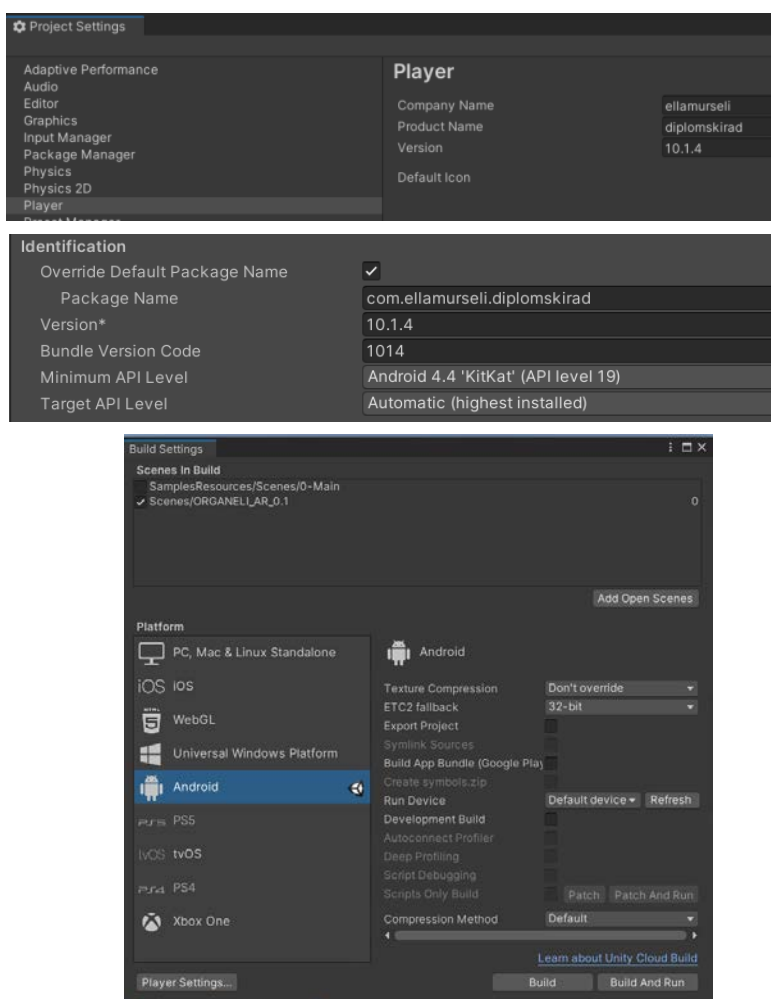 Project Settings
Adaptive Performance
Audio
Editor
Graphics
Input Manager
Package Manager
Physics
Physics 2D
Player
Player
Company Name ellamurseli
Product Name diplomskirad
Version 10.1.4
Default Icon
Identification
Override Default Package Name
Package Name com.ellamurseli.diplomskirad
Version* 10.1.4
Bundle Version Code 1014
Minimum API Level Android 4.4 'KitKat' (API level 19)
Target API Level Automatic (highest installed)
Build Settings
Scenes In Build
SamplesResources/Scenes/0-Main
Scenes/ORGANELI_AR_0.1 0
Add Open Scenes
Platform
PC, Mac & Linux Standalone
iOS iOS
WebGL
Universal Windows Platform
Android
PS5 PS5
tvOS tvOS
PS4 PS4
Xbox One
Android
Texture Compression Don't override
ETC2 fallback 32-bit
Export Project
Symlink Sources
Build App Bundle (Google Play
Create symbols.zip
Run Device Default device Refresh
Development Build
Autoconnect Profiler
Deep Profiling
Script Debugging
Scripts Only Build Patch Patch And Run
Compression Method Default
Learn about Unity Cloud Build
Player Settings... Build Build And Run